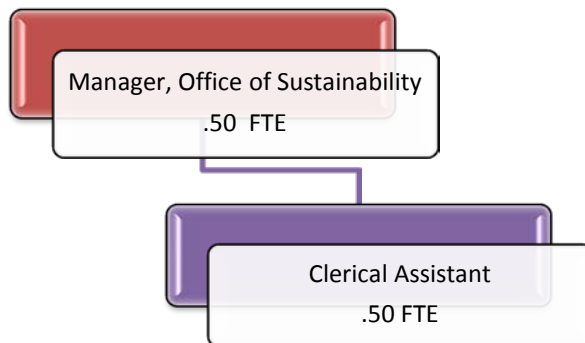 Manager, Office of Sustainability
.50 FTE
Clerical Assistant
.50 FTE